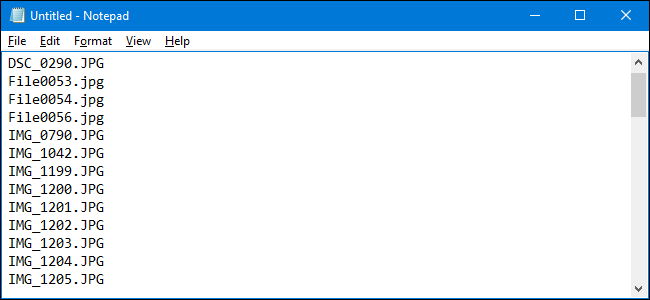 Untitled - Notepad
File Edit Format View Help
DSC_0290.JPG
File0053.jpg
File0054.jpg
File0056.jpg
IMG_0790.JPG
IMG_1042.JPG
IMG_1199.JPG
IMG_1200.JPG
IMG_1201.JPG
IMG_1202.JPG
IMG_1203.JPG
IMG_1204.JPG
IMG_1205.JPG